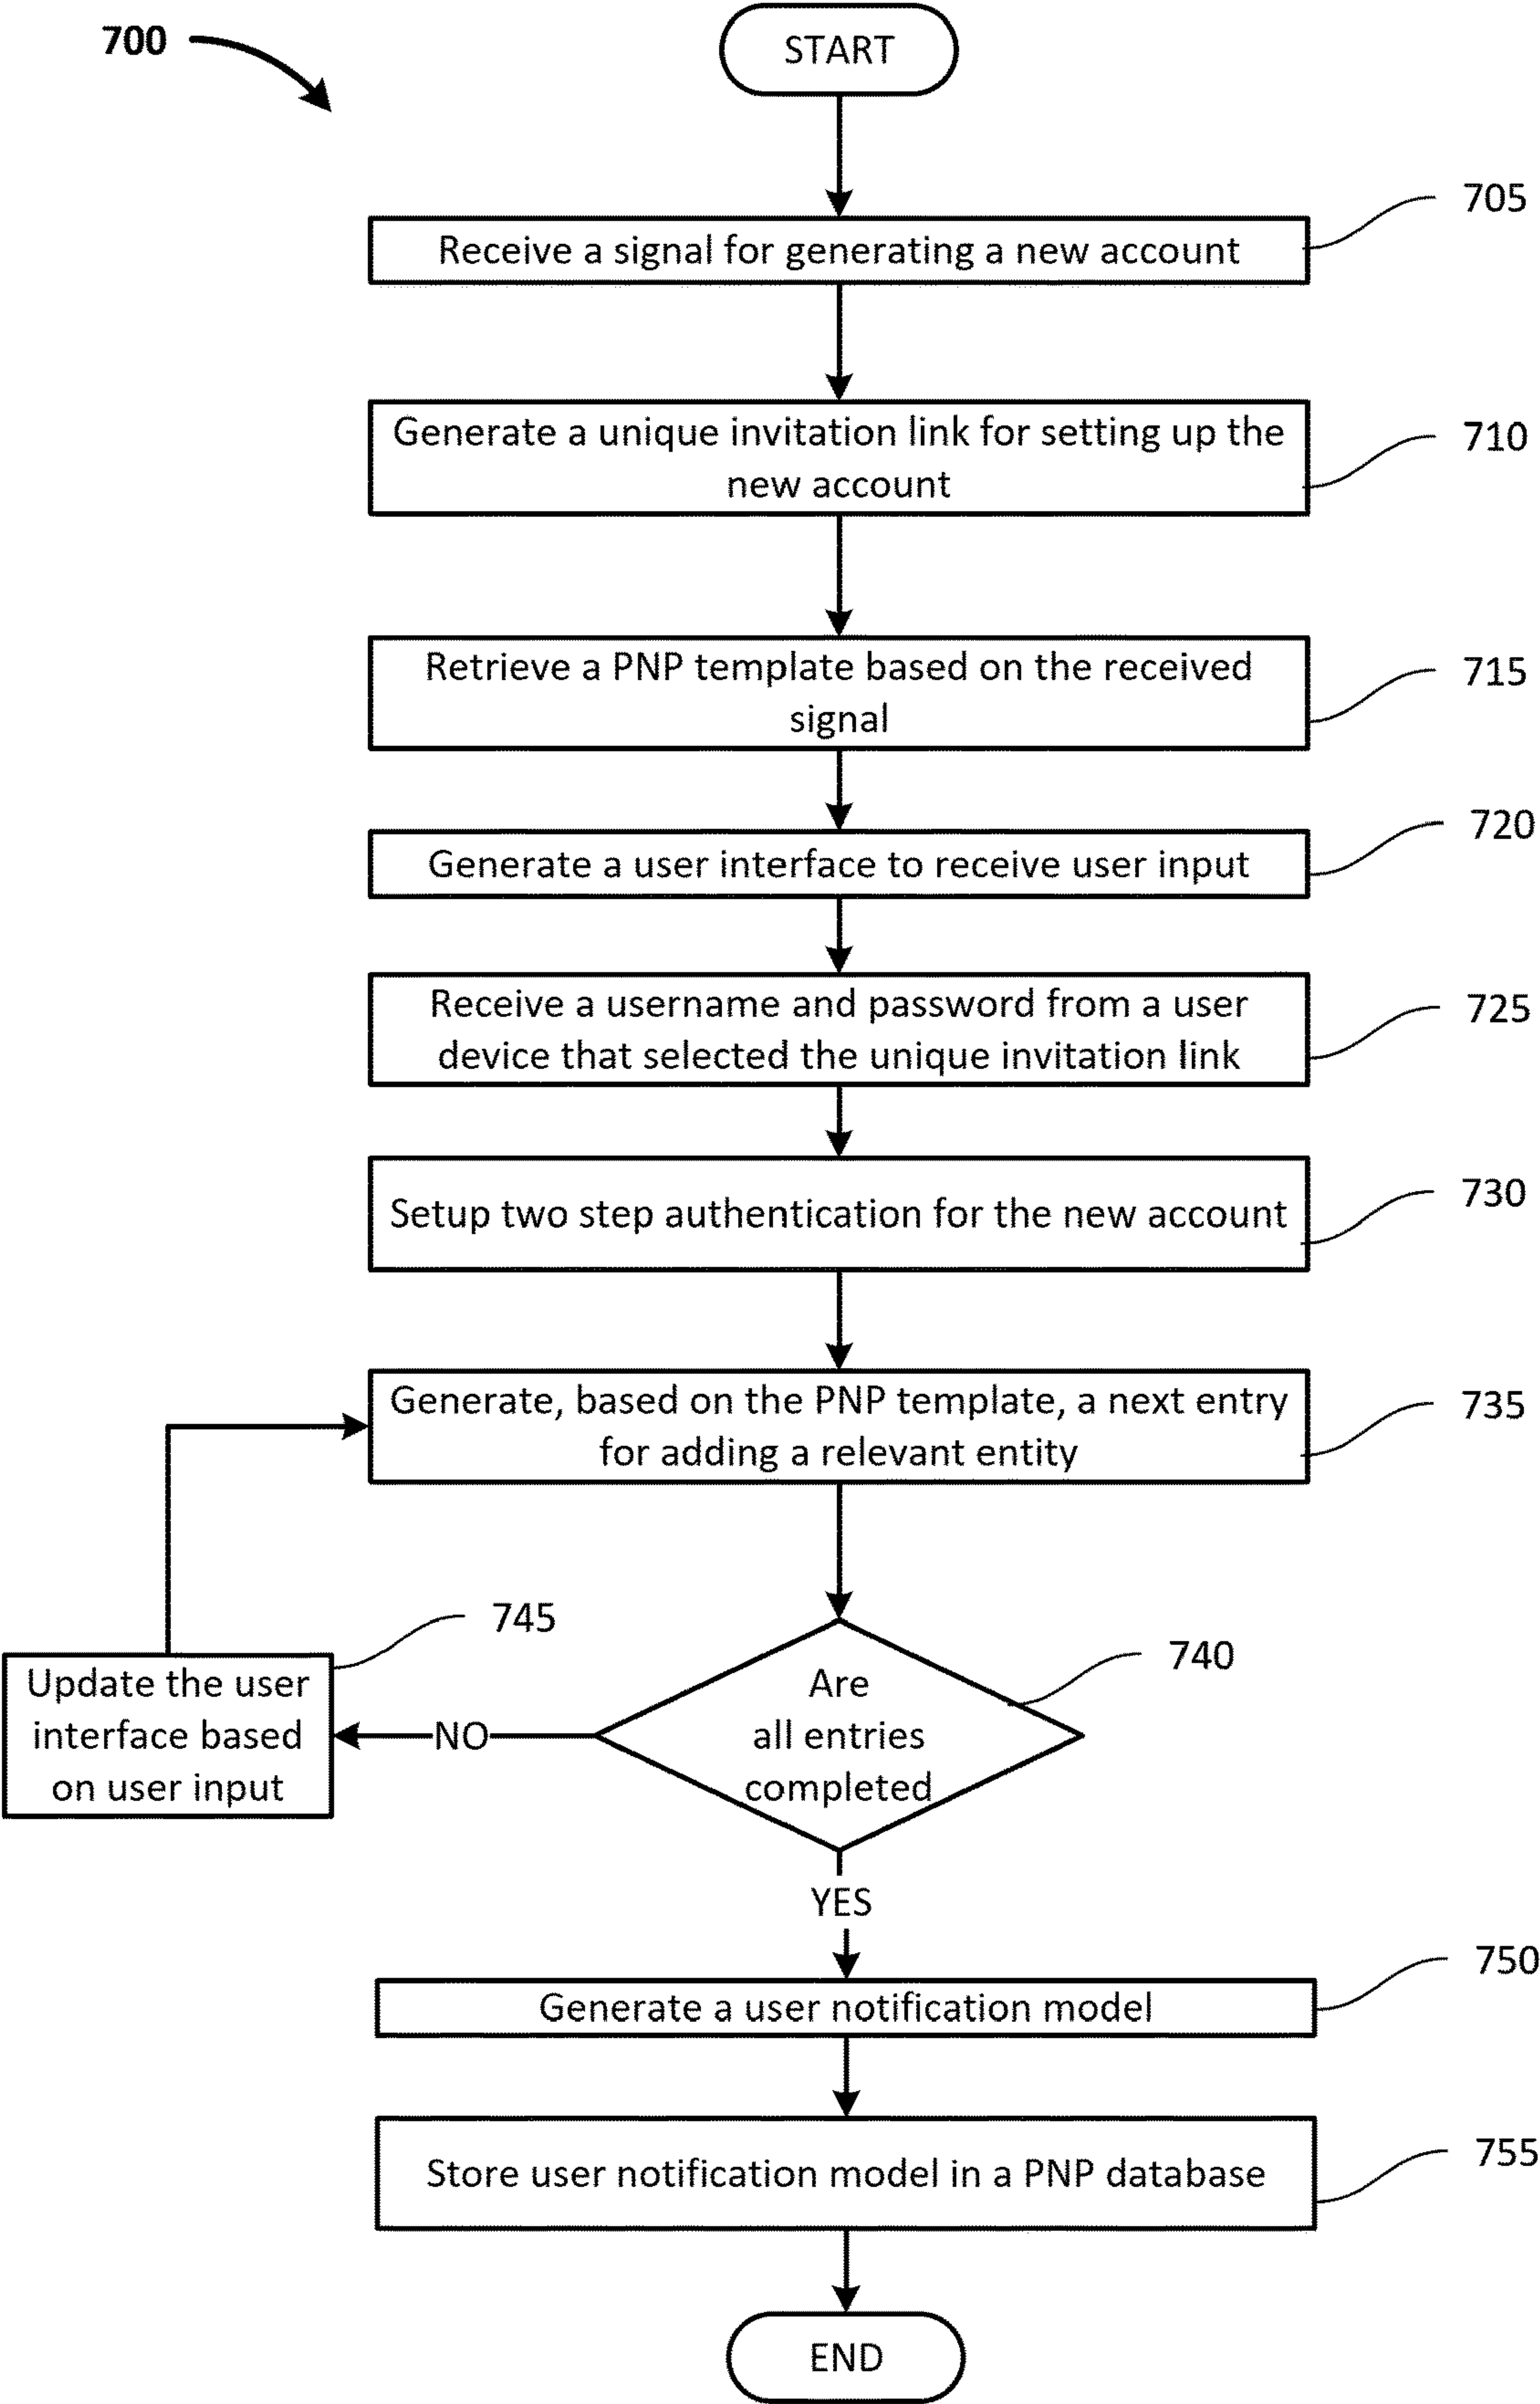 700
START
705
Receive a signal for generating a new account
Generate a unique invitation link for setting up the
new account
710
Retrieve a PNP template based on the received
signal
715
720
Generate a user interface to receive user input
Receive a username and password from a user
device that selected the unique invitation link
725
730
Setup two step authentication for the new account
Generate, based on the PNP template, a next entry
for adding a relevant entity
735
745
Update the user
interface based
on user input
NO
740
Are
all entries
completed
YES
750
Generate a user notification model
755
Store user notification model in a PNP database
END